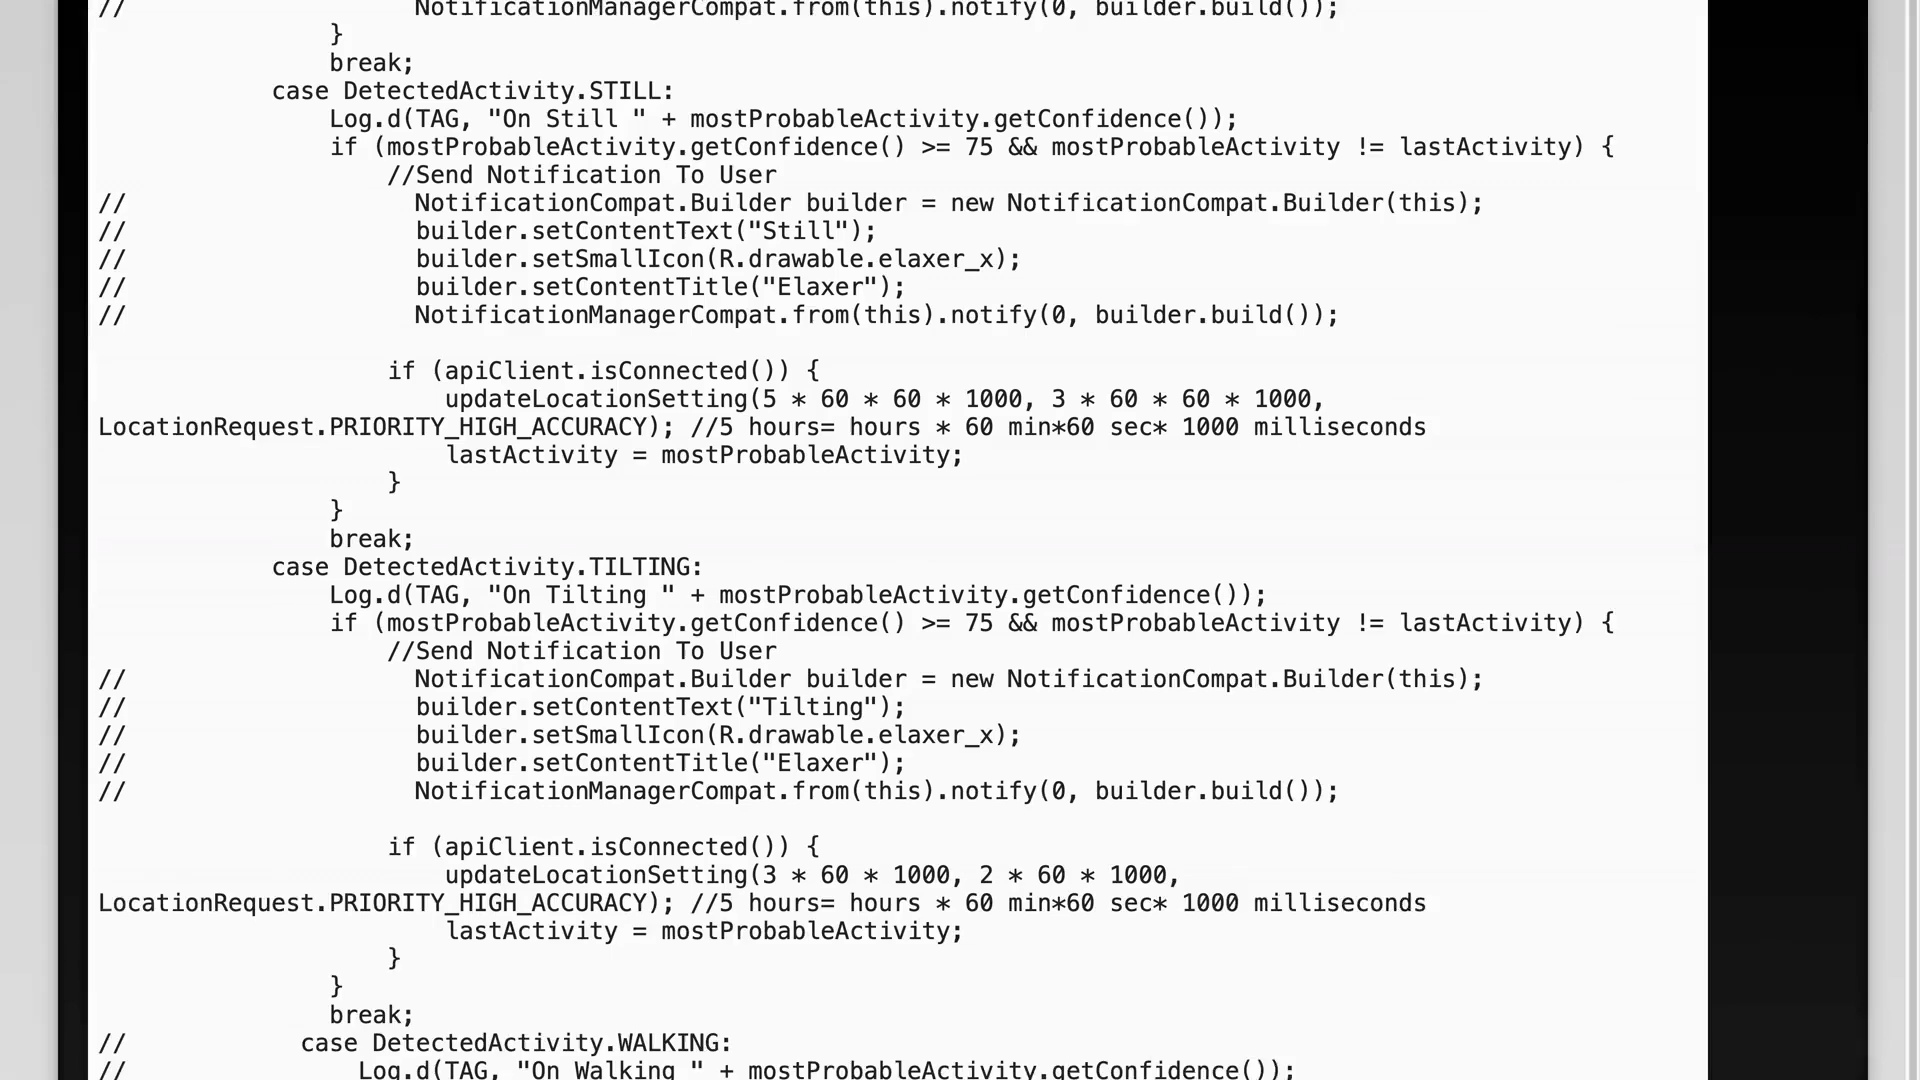 //                    NotificationManagerCompat.from(this).notify(0, builder.build());
                }
                break;
            case DetectedActivity.STILL:
                Log.d(TAG, "On Still " + mostProbableActivity.getConfidence());
                if (mostProbableActivity.getConfidence() >= 75 && mostProbableActivity != lastActivity) {
                    //Send Notification To User
//                    NotificationCompat.Builder builder = new NotificationCompat.Builder(this);
//                    builder.setContentText("Still");
//                    builder.setSmallIcon(R.drawable.elaxer_x);
//                    builder.setContentTitle("Elaxer");
//                    NotificationManagerCompat.from(this).notify(0, builder.build());

                    if (apiClient.isConnected()) {
                        updateLocationSetting(5 * 60 * 60 * 1000, 3 * 60 * 60 * 1000,
LocationRequest.PRIORITY_HIGH_ACCURACY); //5 hours= hours * 60 min*60 sec* 1000 milliseconds
                        lastActivity = mostProbableActivity;
                    }
                }
                break;
            case DetectedActivity.TILTING:
                Log.d(TAG, "On Tilting " + mostProbableActivity.getConfidence());
                if (mostProbableActivity.getConfidence() >= 75 && mostProbableActivity != lastActivity) {
                    //Send Notification To User
//                    NotificationCompat.Builder builder = new NotificationCompat.Builder(this);
//                    builder.setContentText("Tilting");
//                    builder.setSmallIcon(R.drawable.elaxer_x);
//                    builder.setContentTitle("Elaxer");
//                    NotificationManagerCompat.from(this).notify(0, builder.build());

                    if (apiClient.isConnected()) {
                        updateLocationSetting(3 * 60 * 1000, 2 * 60 * 1000,
LocationRequest.PRIORITY_HIGH_ACCURACY); //5 hours= hours * 60 min*60 sec* 1000 milliseconds
                        lastActivity = mostProbableActivity;
                    }
                }
                break;
//            case DetectedActivity.WALKING:
//                Log.d(TAG, "On Walking " + mostProbableActivity.getConfidence());